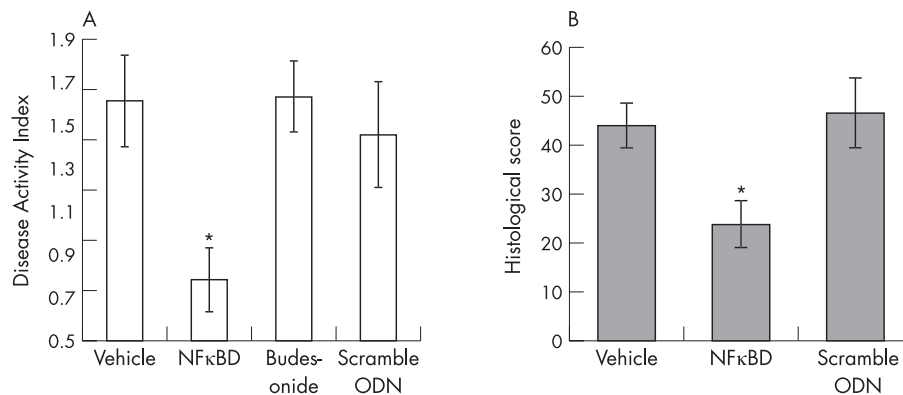 A
Disease Activity Index
1.9
1.7
1.5
1.3
1.1
0.9
0.7
0.5
*
Vehicle
NFκBD
Budes-
onide
Scramble
ODN
B
Histological score
60
50
40
30
20
10
0
*
Vehicle
NFκBD
Scramble
ODN